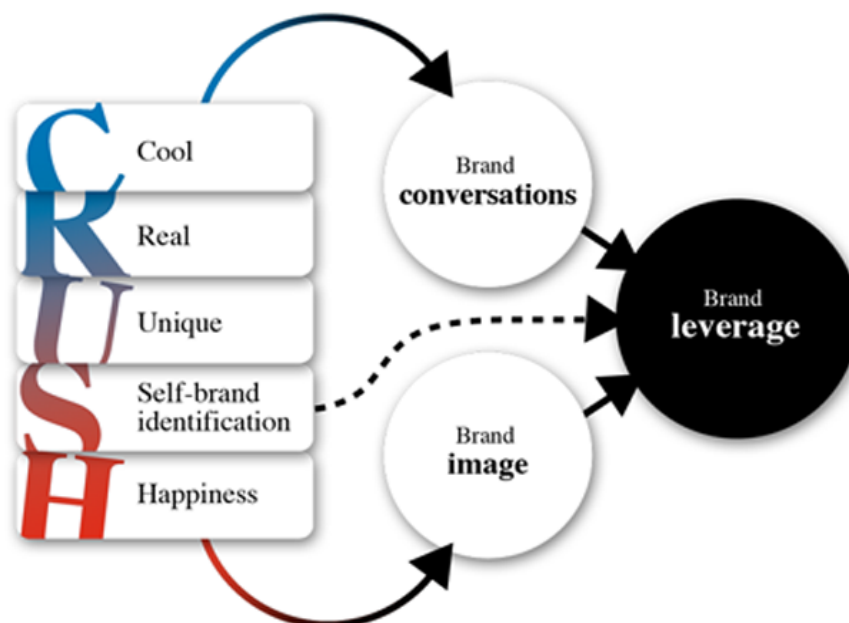 C Cool
R Real
U Unique
S Self-brand
identification
H Happiness
Brand
conversations
Brand
image
Brand
leverage